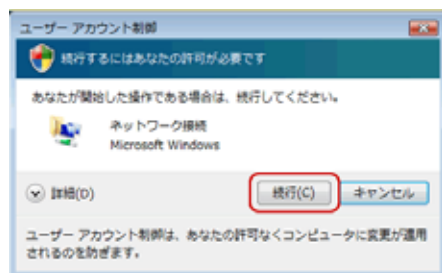 ユーザー アカウント制御
続行するにはあなたの許可が必要です
あなたが開始した操作である場合は、続行してください。
ネットワーク接続
Microsoft Windows
詳細(D)
続行(C)
キャンセル
ユーザー アカウント制御は、あなたの許可なくコンピュータに変更が適用
されるのを防ぎます。